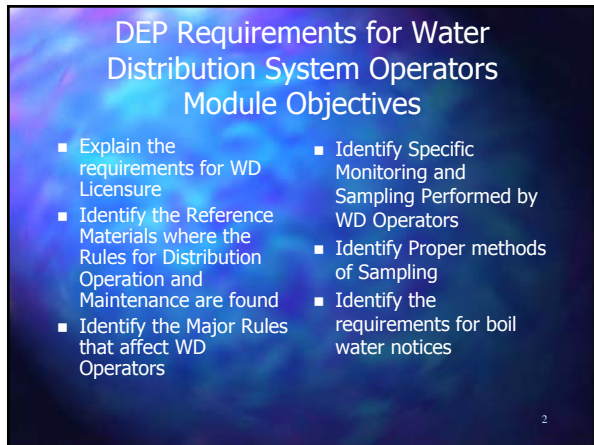 DEP Requirements for Water
Distribution System Operators
Module Objectives
■ Explain the
requirements for WD
Licensure
■ Identify the Reference
Materials where the
Rules for Distribution
Operation and
Maintenance are found
■ Identify the Major Rules
that affect WD
Operators
■ Identify Specific
Monitoring and
Sampling Performed by
WD Operators
■ Identify Proper methods
of Sampling
■ Identify the
requirements for boil
water notices
2